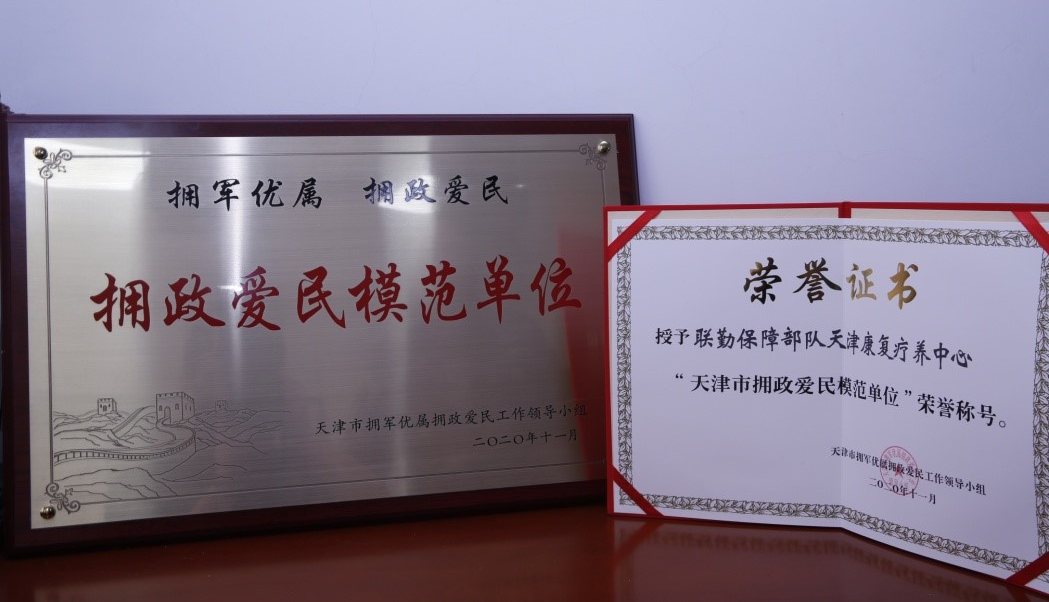 拥军优属 拥政爱民
拥政爱民模范单位
天津市拥军优属拥政爱民工作领导小组
二〇二〇年十一月
荣誉证书
授予联勤保障部队天津康复疗养中心
“天津市拥政爱民模范单位”荣誉称号。
天津市拥军优属拥政爱民工作领导小组
二〇二〇年十一月